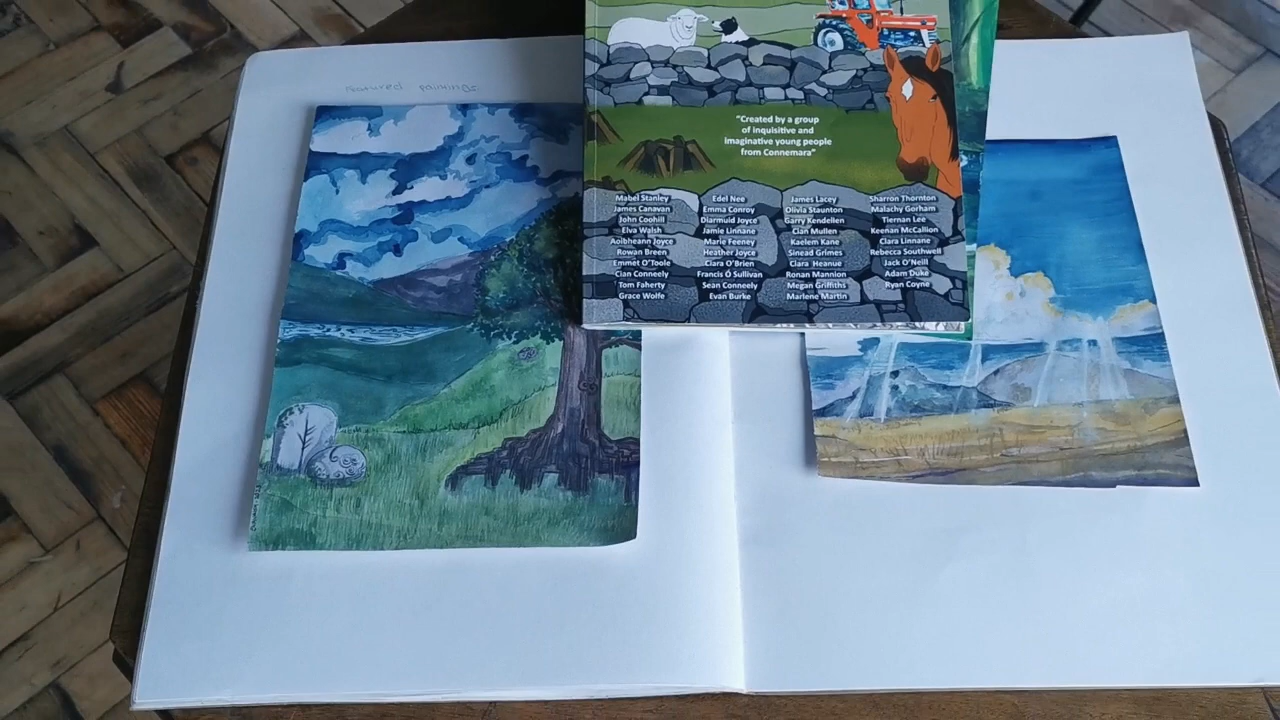 featured paintings
"Created by a group
of inquisitive and
imaginative young people
from Connemara"
Mabel Stanley
James Canavan
John Coohill
Elva Walsh
Aoibheann Joyce
Rowan Breen
Emmet O'Toole
Cian Conneely
Tom Faherty
Grace Wolfe
Edel Nee
Emma Conroy
Diarmuid Joyce
Jamie Linnane
Marie Feeney
Heather Joyce
Ciara O'Brien
Francis Ó Sullivan
Sean Conneely
Evan Burke
James Lacey
Olivia Staunton
Garry Kendellen
Cian Mullen
Kaelem Kane
Sinead Grimes
Clara Heanue
Ronan Mannion
Megan Griffiths
Marlene Martin
Sharron Thornton
Malachy Gorham
Tiernan Lee
Keenan McCallion
Clara Linnane
Rebecca Southwell
Jack O'Neill
Adam Duke
Ryan Coyne